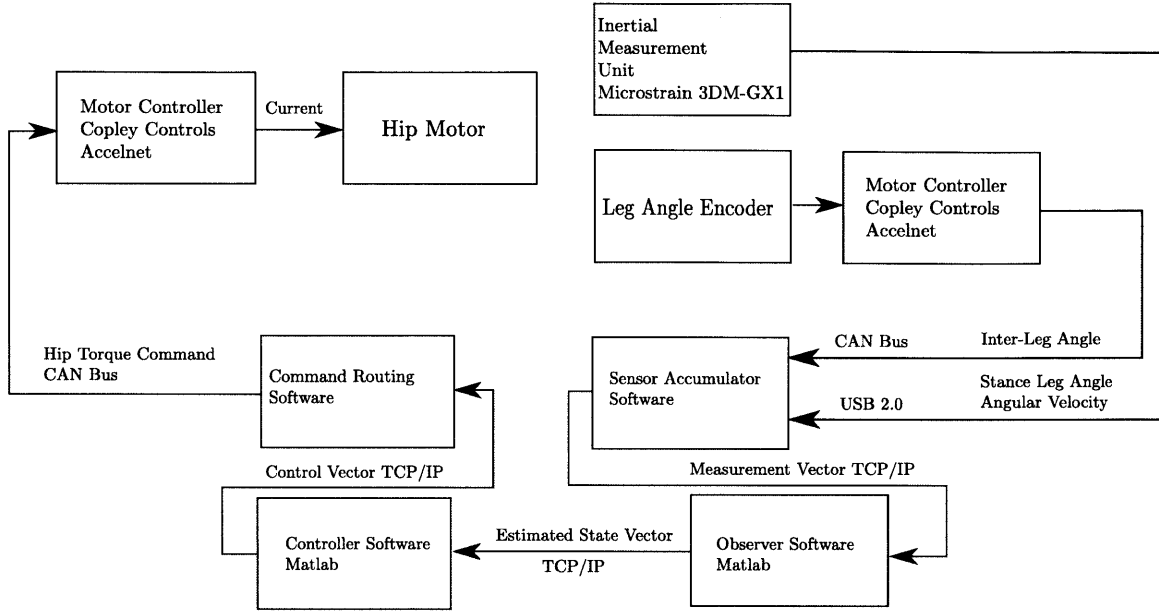 Inertial
Measurement
Unit
Microstrain 3DM-GX1
Motor Controller
Copley Controls
Accelnet
Current
Hip Motor
Leg Angle Encoder
Motor Controller
Copley Controls
Accelnet
Hip Torque Command
CAN Bus
Command Routing
Software
Sensor Accumulator
Software
CAN Bus
Inter-Leg Angle
USB 2.0
Stance Leg Angle
Angular Velocity
Control Vector TCP/IP
Measurement Vector TCP/IP
Controller Software
Matlab
Estimated State Vector
TCP/IP
Observer Software
Matlab